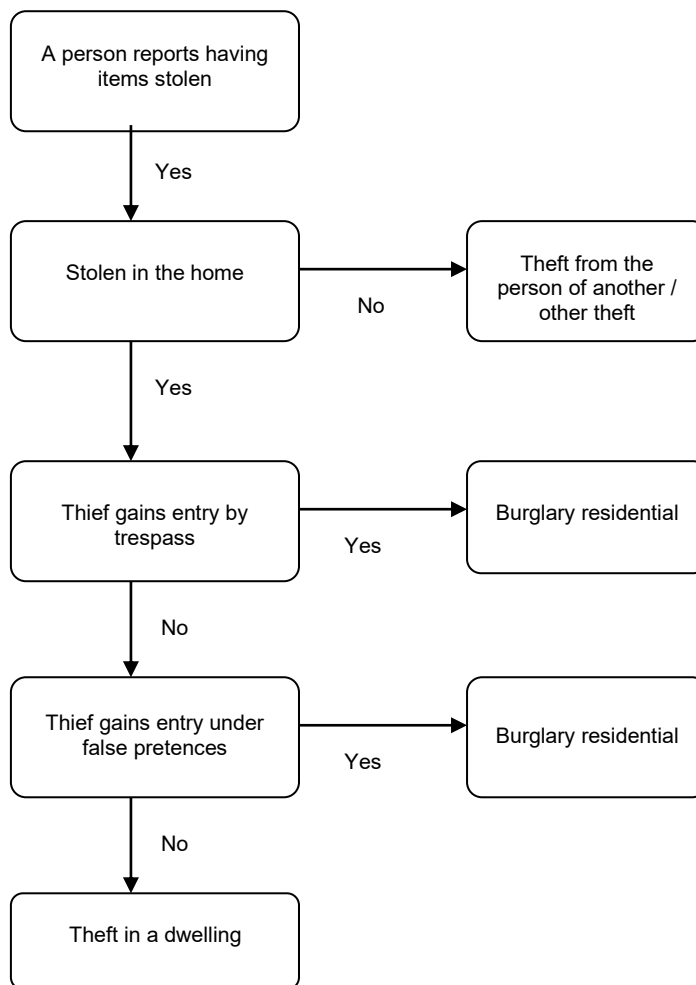 A person reports having
items stolen
Yes
Stolen in the home
No
Theft from the
person of another /
other theft
Yes
Thief gains entry by
trespass
Yes
Burglary residential
No
Thief gains entry under
false pretences
Yes
Burglary residential
No
Theft in a dwelling